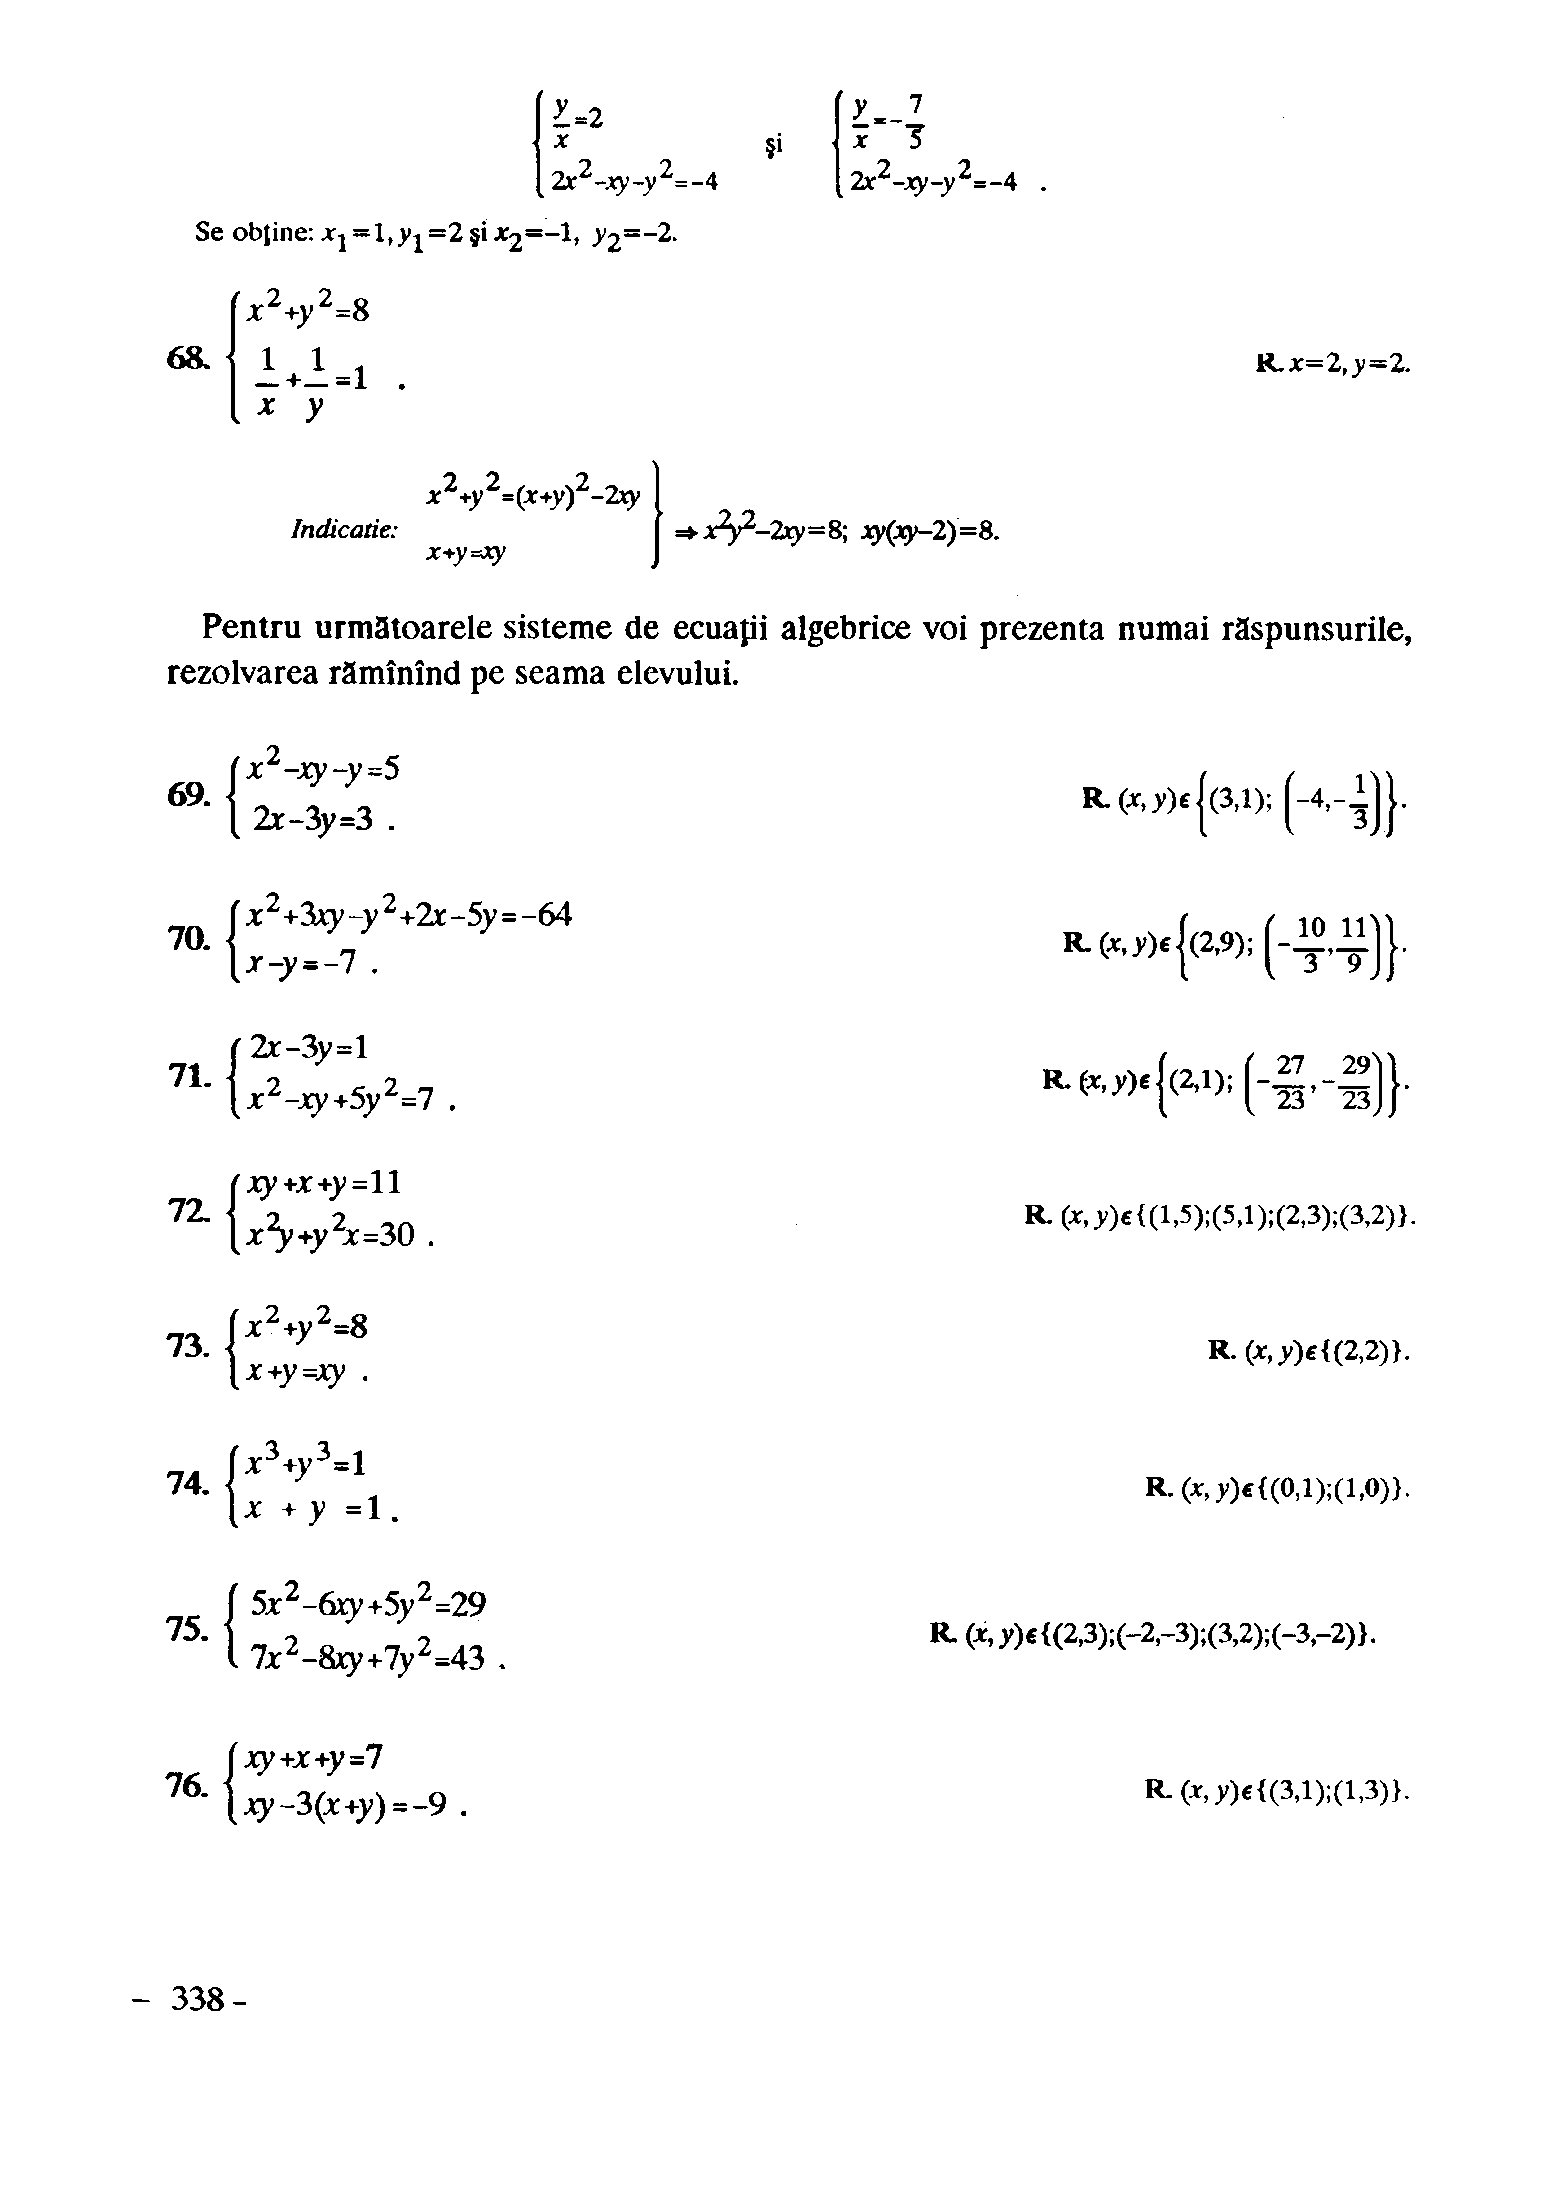 y/x=2 şi y/x=-7/5
2x²-xy-y²=-4 2x²-xy-y²=-4 .
Se obţine: x₁=1, y₁=2 şi x₂=-1, y₂=-2.
x²+y²=8
68. 1/x+1/y=1 . R. x=2, y=2.
x²+y²=(x+y)²-2xy
Indicatie: ⇒ x²y²-2xy=8; xy(xy-2)=8.
x+y=xy
Pentru următoarele sisteme de ecuaţii algebrice voi prezenta numai răspunsurile,
rezolvarea rămînînd pe seama elevului.
69. { x²-xy-y=5
2x-3y=3 . R. (x, y)ϵ{(3,1); (-4,-1/3)}.
70. { x²+3xy-y²+2x-5y=-64
x-y=-7 . R. (x, y)ϵ{(2,9); (-10/3,11/9)}.
71. { 2x-3y=1
x²-xy+5y²=7 . R. (x, y)ϵ{(2,1); (-27/23,-29/23)}.
72. { xy+x+y=11
x²y+y²x=30 . R. (x, y)ϵ{(1,5);(5,1);(2,3);(3,2)}.
73. { x²+y²=8
x+y=xy . R. (x, y)ϵ{(2,2)}.
74. { x³+y³=1
x + y =1 . R. (x, y)ϵ{(0,1);(1,0)}.
75. { 5x²-6xy+5y²=29
7x²-8xy+7y²=43 . R. (x, y)ϵ{(2,3);(-2,-3);(3,2);(-3,-2)}.
76. { xy+x+y=7
xy-3(x+y)=-9 . R. (x, y)ϵ{(3,1);(1,3)}.
- 338 -